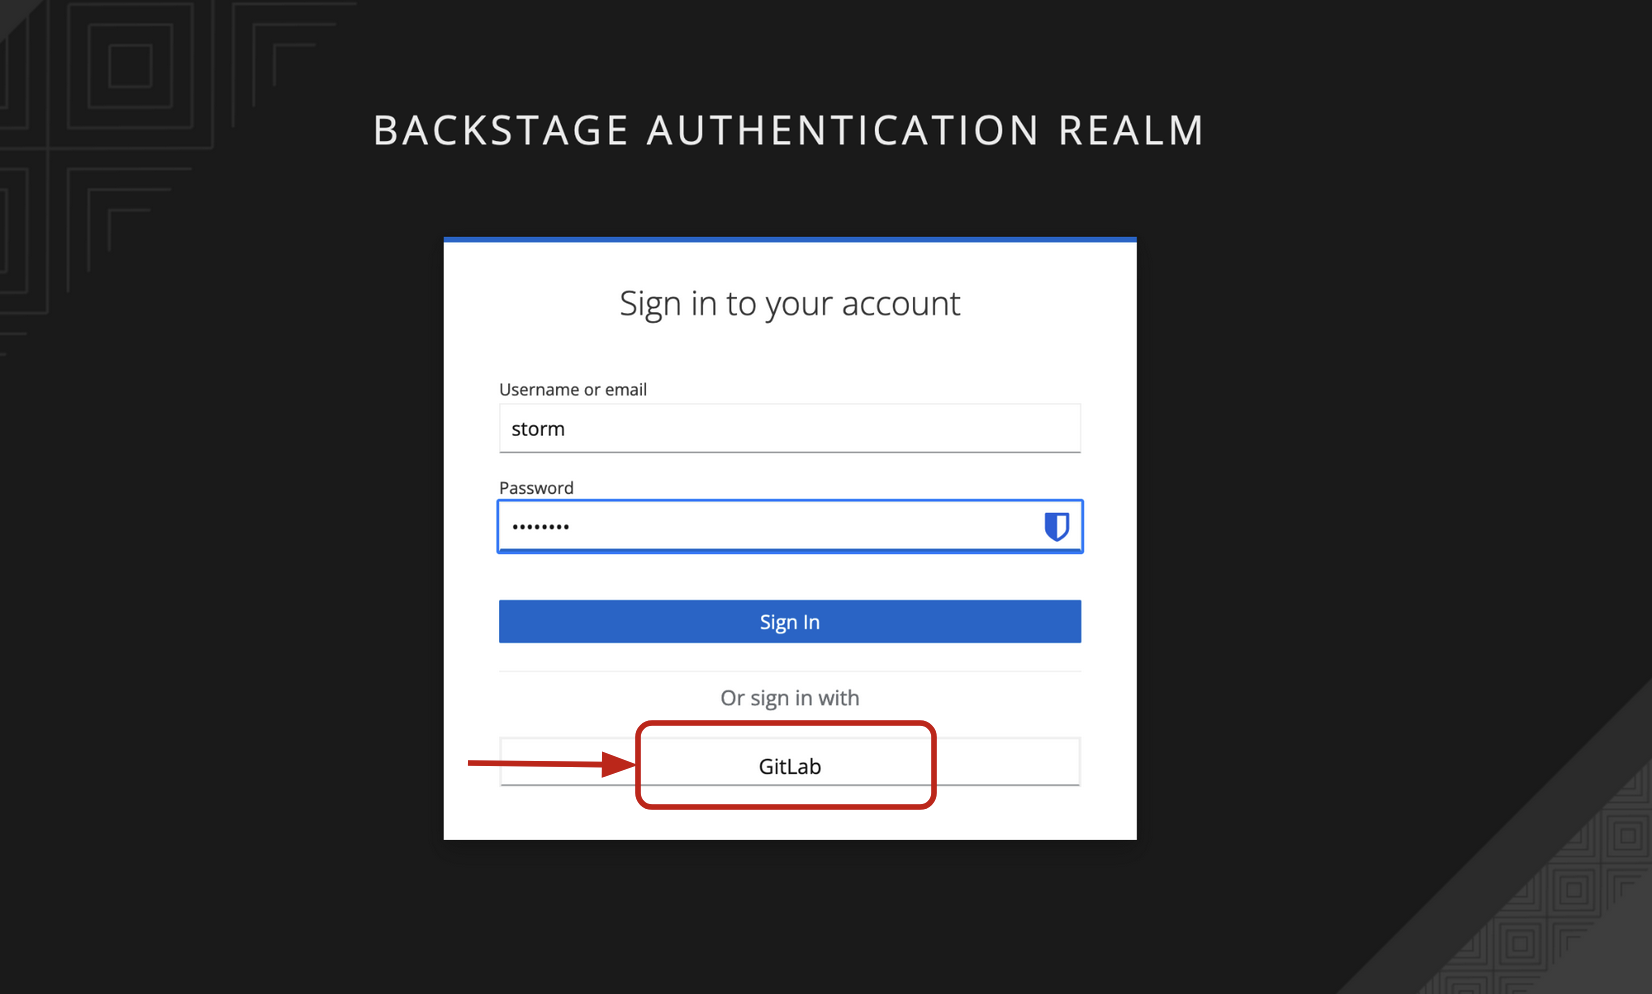 BACKSTAGE AUTHENTICATION REALM
Sign in to your account
Username or email
storm
Password
••••••••
Sign In
Or sign in with
GitLab